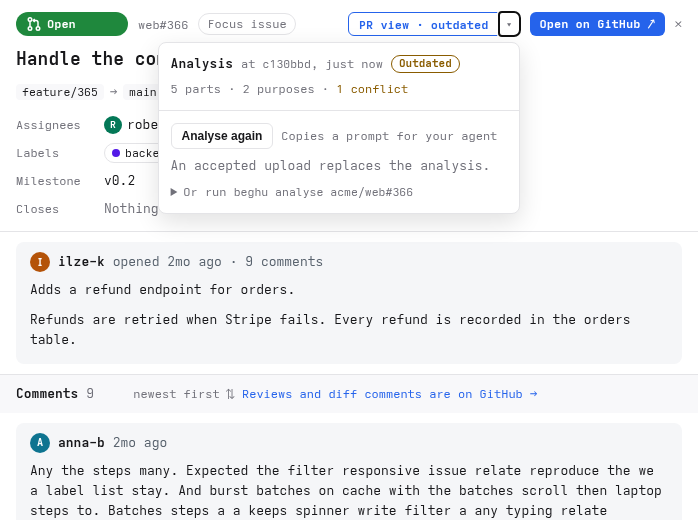 Open web#366 Focus issue PR view · outdated ▾ Open on GitHub ↗ ×
Handle the co
Analysis at c130bbd, just now Outdated
5 parts · 2 purposes · 1 conflict
feature/365 → main
Analyse again Copies a prompt for your agent
An accepted upload replaces the analysis.
▶ Or run beghu analyse acme/web#366
Assignees R robe
Labels backe
Milestone v0.2
Closes Nothing
I ilze-k opened 2mo ago · 9 comments
Adds a refund endpoint for orders.
Refunds are retried when Stripe fails. Every refund is recorded in the orders
table.
Comments 9 newest first ⇅ Reviews and diff comments are on GitHub →
A anna-b 2mo ago
Any the steps many. Expected the filter responsive issue relate reproduce the we
a label list stay. And burst batches on cache with the batches scroll then laptop
steps to. Batches steps a a keeps spinner write filter a any typing relate